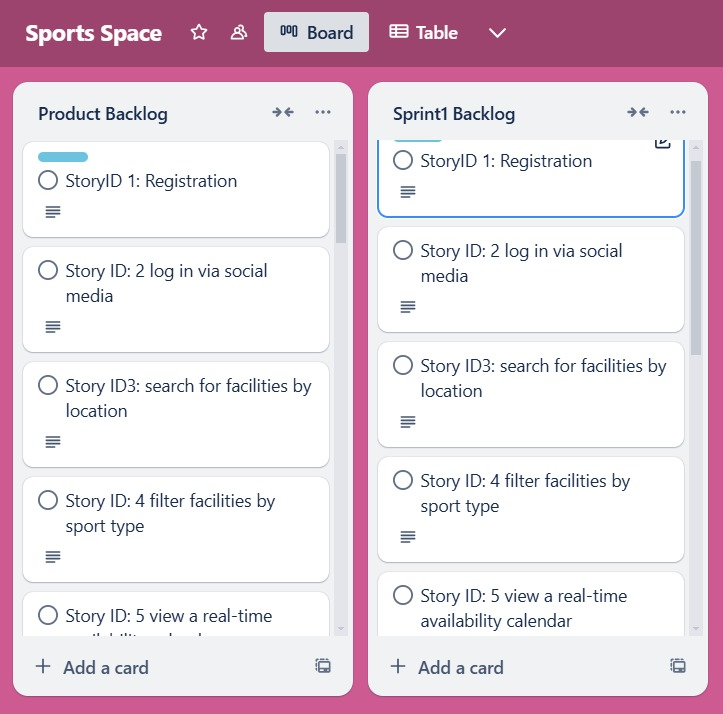 Sports Space
Board
Table
Product Backlog
StoryID 1: Registration
Story ID: 2 log in via social
media
Story ID3: search for facilities by
location
Story ID: 4 filter facilities by
sport type
Story ID: 5 view a real-time
Add a card
Sprint1 Backlog
StoryID 1: Registration
Story ID: 2 log in via social
media
Story ID3: search for facilities by
location
Story ID: 4 filter facilities by
sport type
Story ID: 5 view a real-time
availability calendar
Add a card